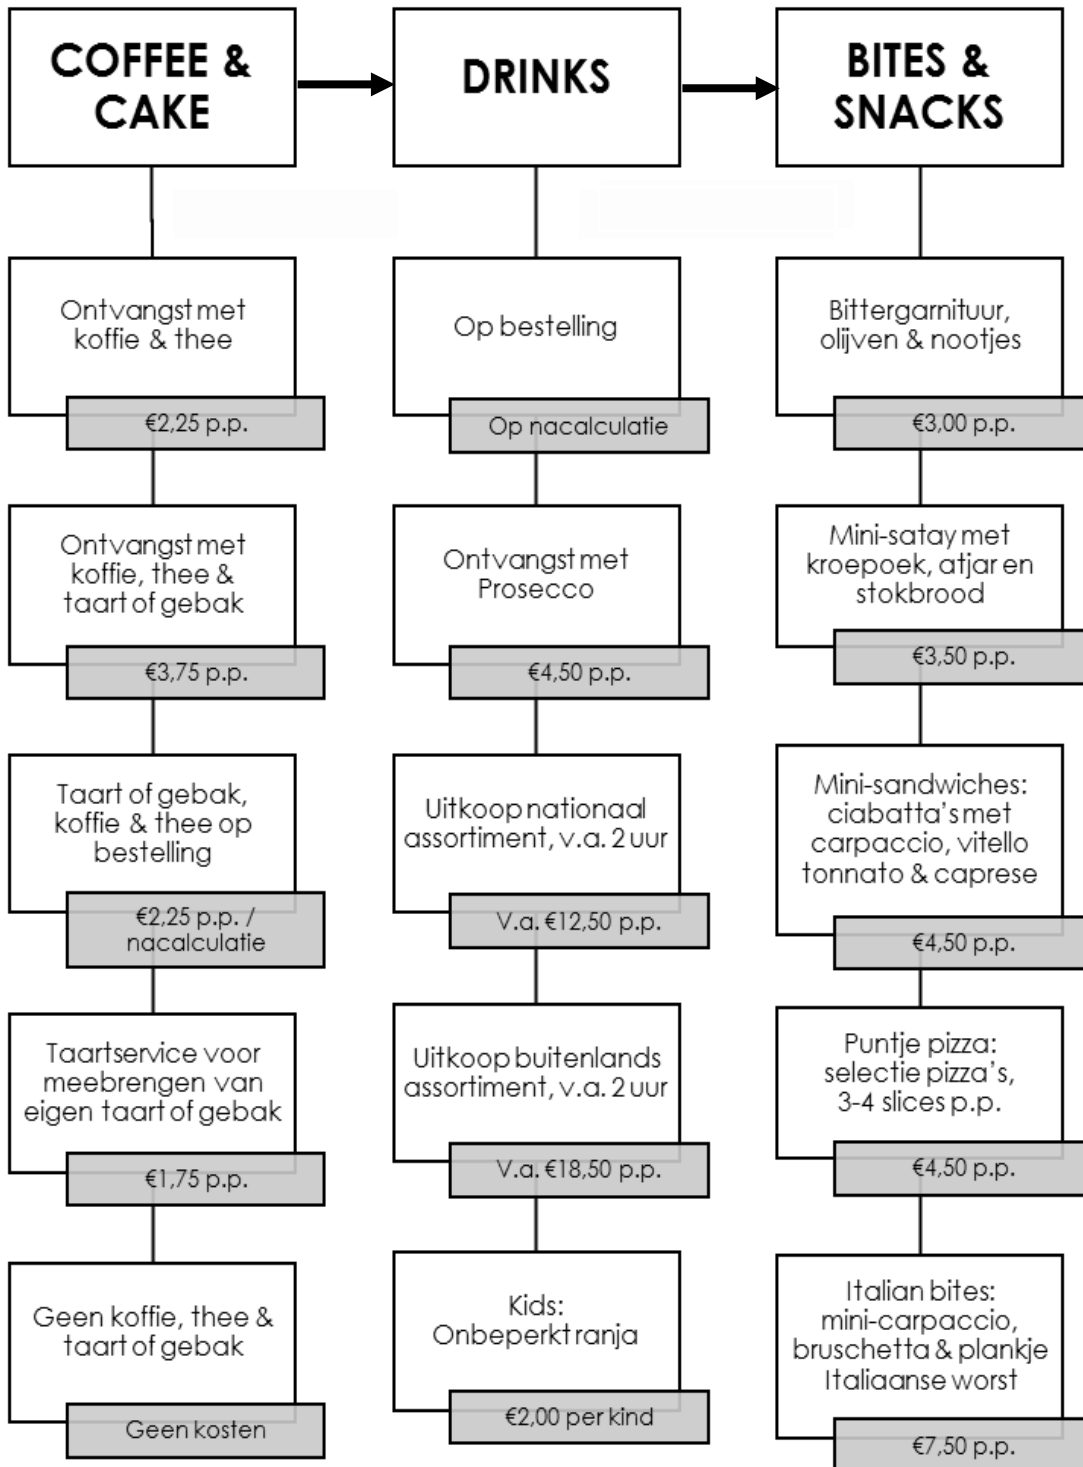 COFFEE &
CAKE
Ontvangst met
koffie & thee
€2,25 p.p.
Ontvangst met
koffie, thee &
taart of gebak
€3,75 p.p.
Taart of gebak,
koffie & thee op
bestelling
€2,25 p.p. /
nacalculatie
Taartservice voor
meebrengen van
eigen taart of gebak
€1,75 p.p.
Geen koffie, thee &
taart of gebak
Geen kosten
DRINKS
Op bestelling
Op nacalculatie
Ontvangst met
Prosecco
€4,50 p.p.
Uitkoop nationaal
assortiment, v.a. 2 uur
V.a. €12,50 p.p.
Uitkoop buitenlands
assortiment, v.a. 2 uur
V.a. €18,50 p.p.
Kids:
Onbeperkt ranja
€2,00 per kind
BITES &
SNACKS
Bittergarnituur,
olijven & nootjes
€3,00 p.p.
Mini-satay met
kroepoek, atjar en
stokbrood
€3,50 p.p.
Mini-sandwiches:
ciabatta's met
carpaccio, vitello
tonnato & caprese
€4,50 p.p.
Puntje pizza:
selectie pizza's,
3-4 slices p.p.
€4,50 p.p.
Italian bites:
mini-carpaccio,
bruschetta & plankje
Italiaanse worst
€7,50 p.p.